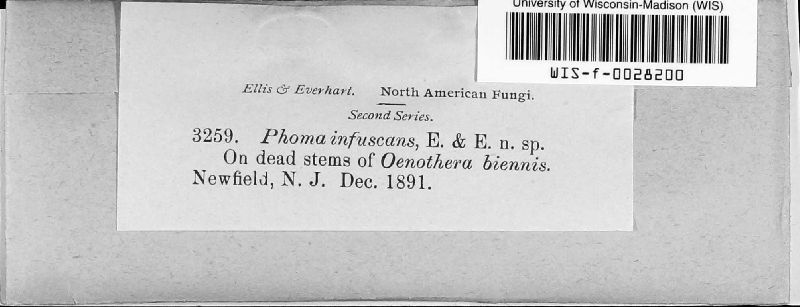 University of Wisconsin-Madison (WIS)
WIS-f-0028200
Ellis & Everhart. North American Fungi.
Second Series.
3259. Phoma infuscans, E. & E. n. sp.
On dead stems of Oenothera biennis.
Newfield, N. J. Dec. 1891.